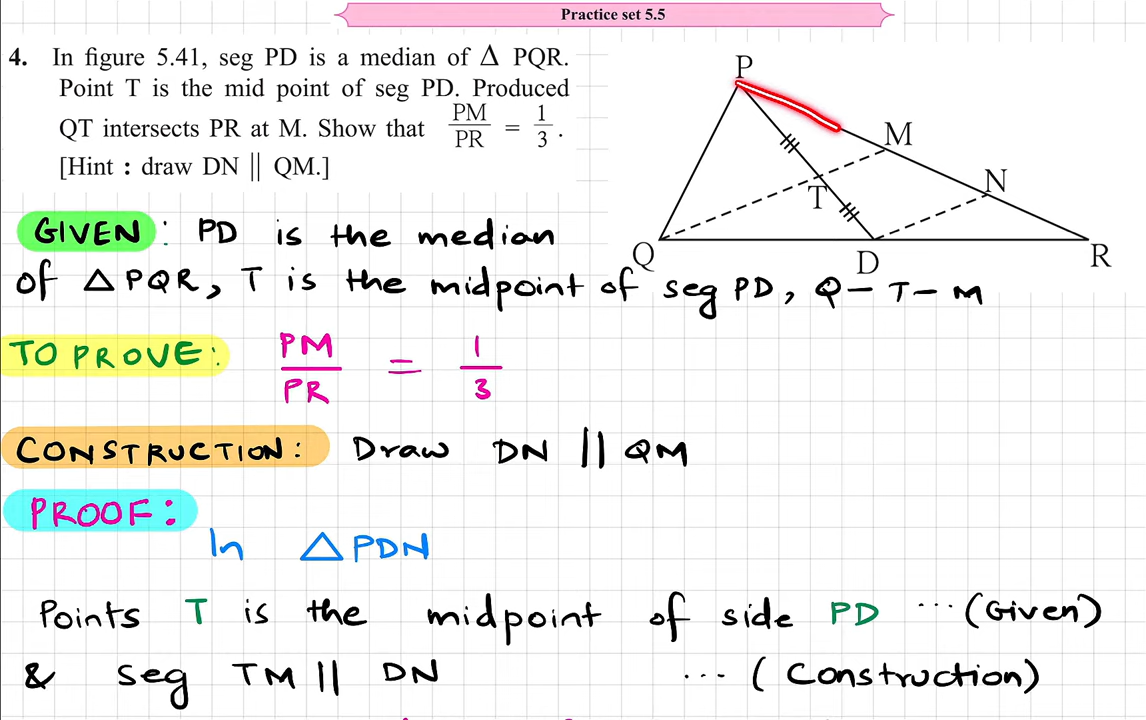 Practice set 5.5
4. In figure 5.41, seg PD is a median of Δ PQR.
Point T is the mid point of seg PD. Produced
QT intersects PR at M. Show that PM/PR = 1/3.
[Hint : draw DN || QM.]
P
M
N
T
Q
D
R
GIVEN: PD is the median
of △PQR, T is the midpoint of seg PD, Q-T-M
TO PROVE: PM/PR = 1/3
CONSTRUCTION: Draw DN || QM
PROOF:
In △PDN
Points T is the midpoint of side PD ...(Given)
& seg TM || DN ...(Construction)